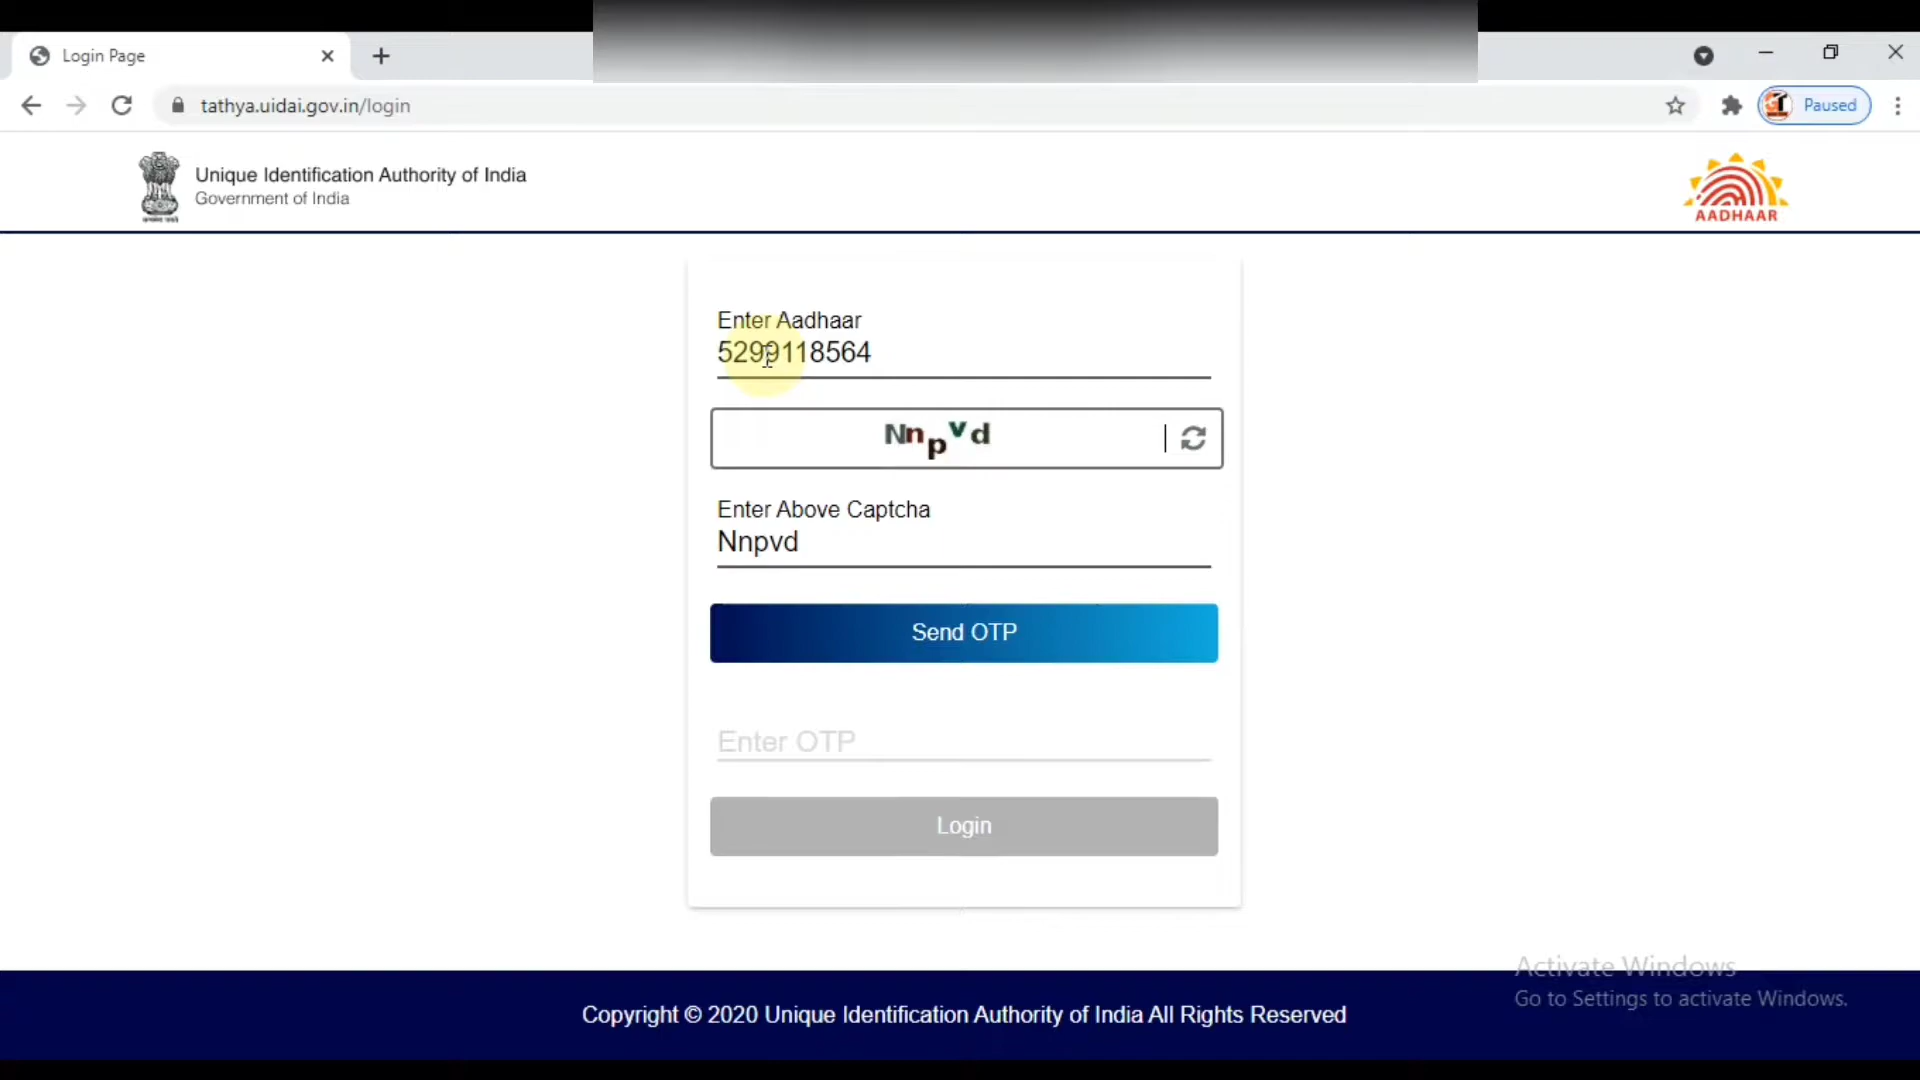 Login Page
tathya.uidai.gov.in/login
Paused
Unique Identification Authority of India
Government of India
AADHAAR
Enter Aadhaar
5299118564
NnpVd
Enter Above Captcha
Nnpvd
Send OTP
Enter OTP
Login
Activate Windows
Go to Settings to activate Windows.
Copyright © 2020 Unique Identification Authority of India All Rights Reserved